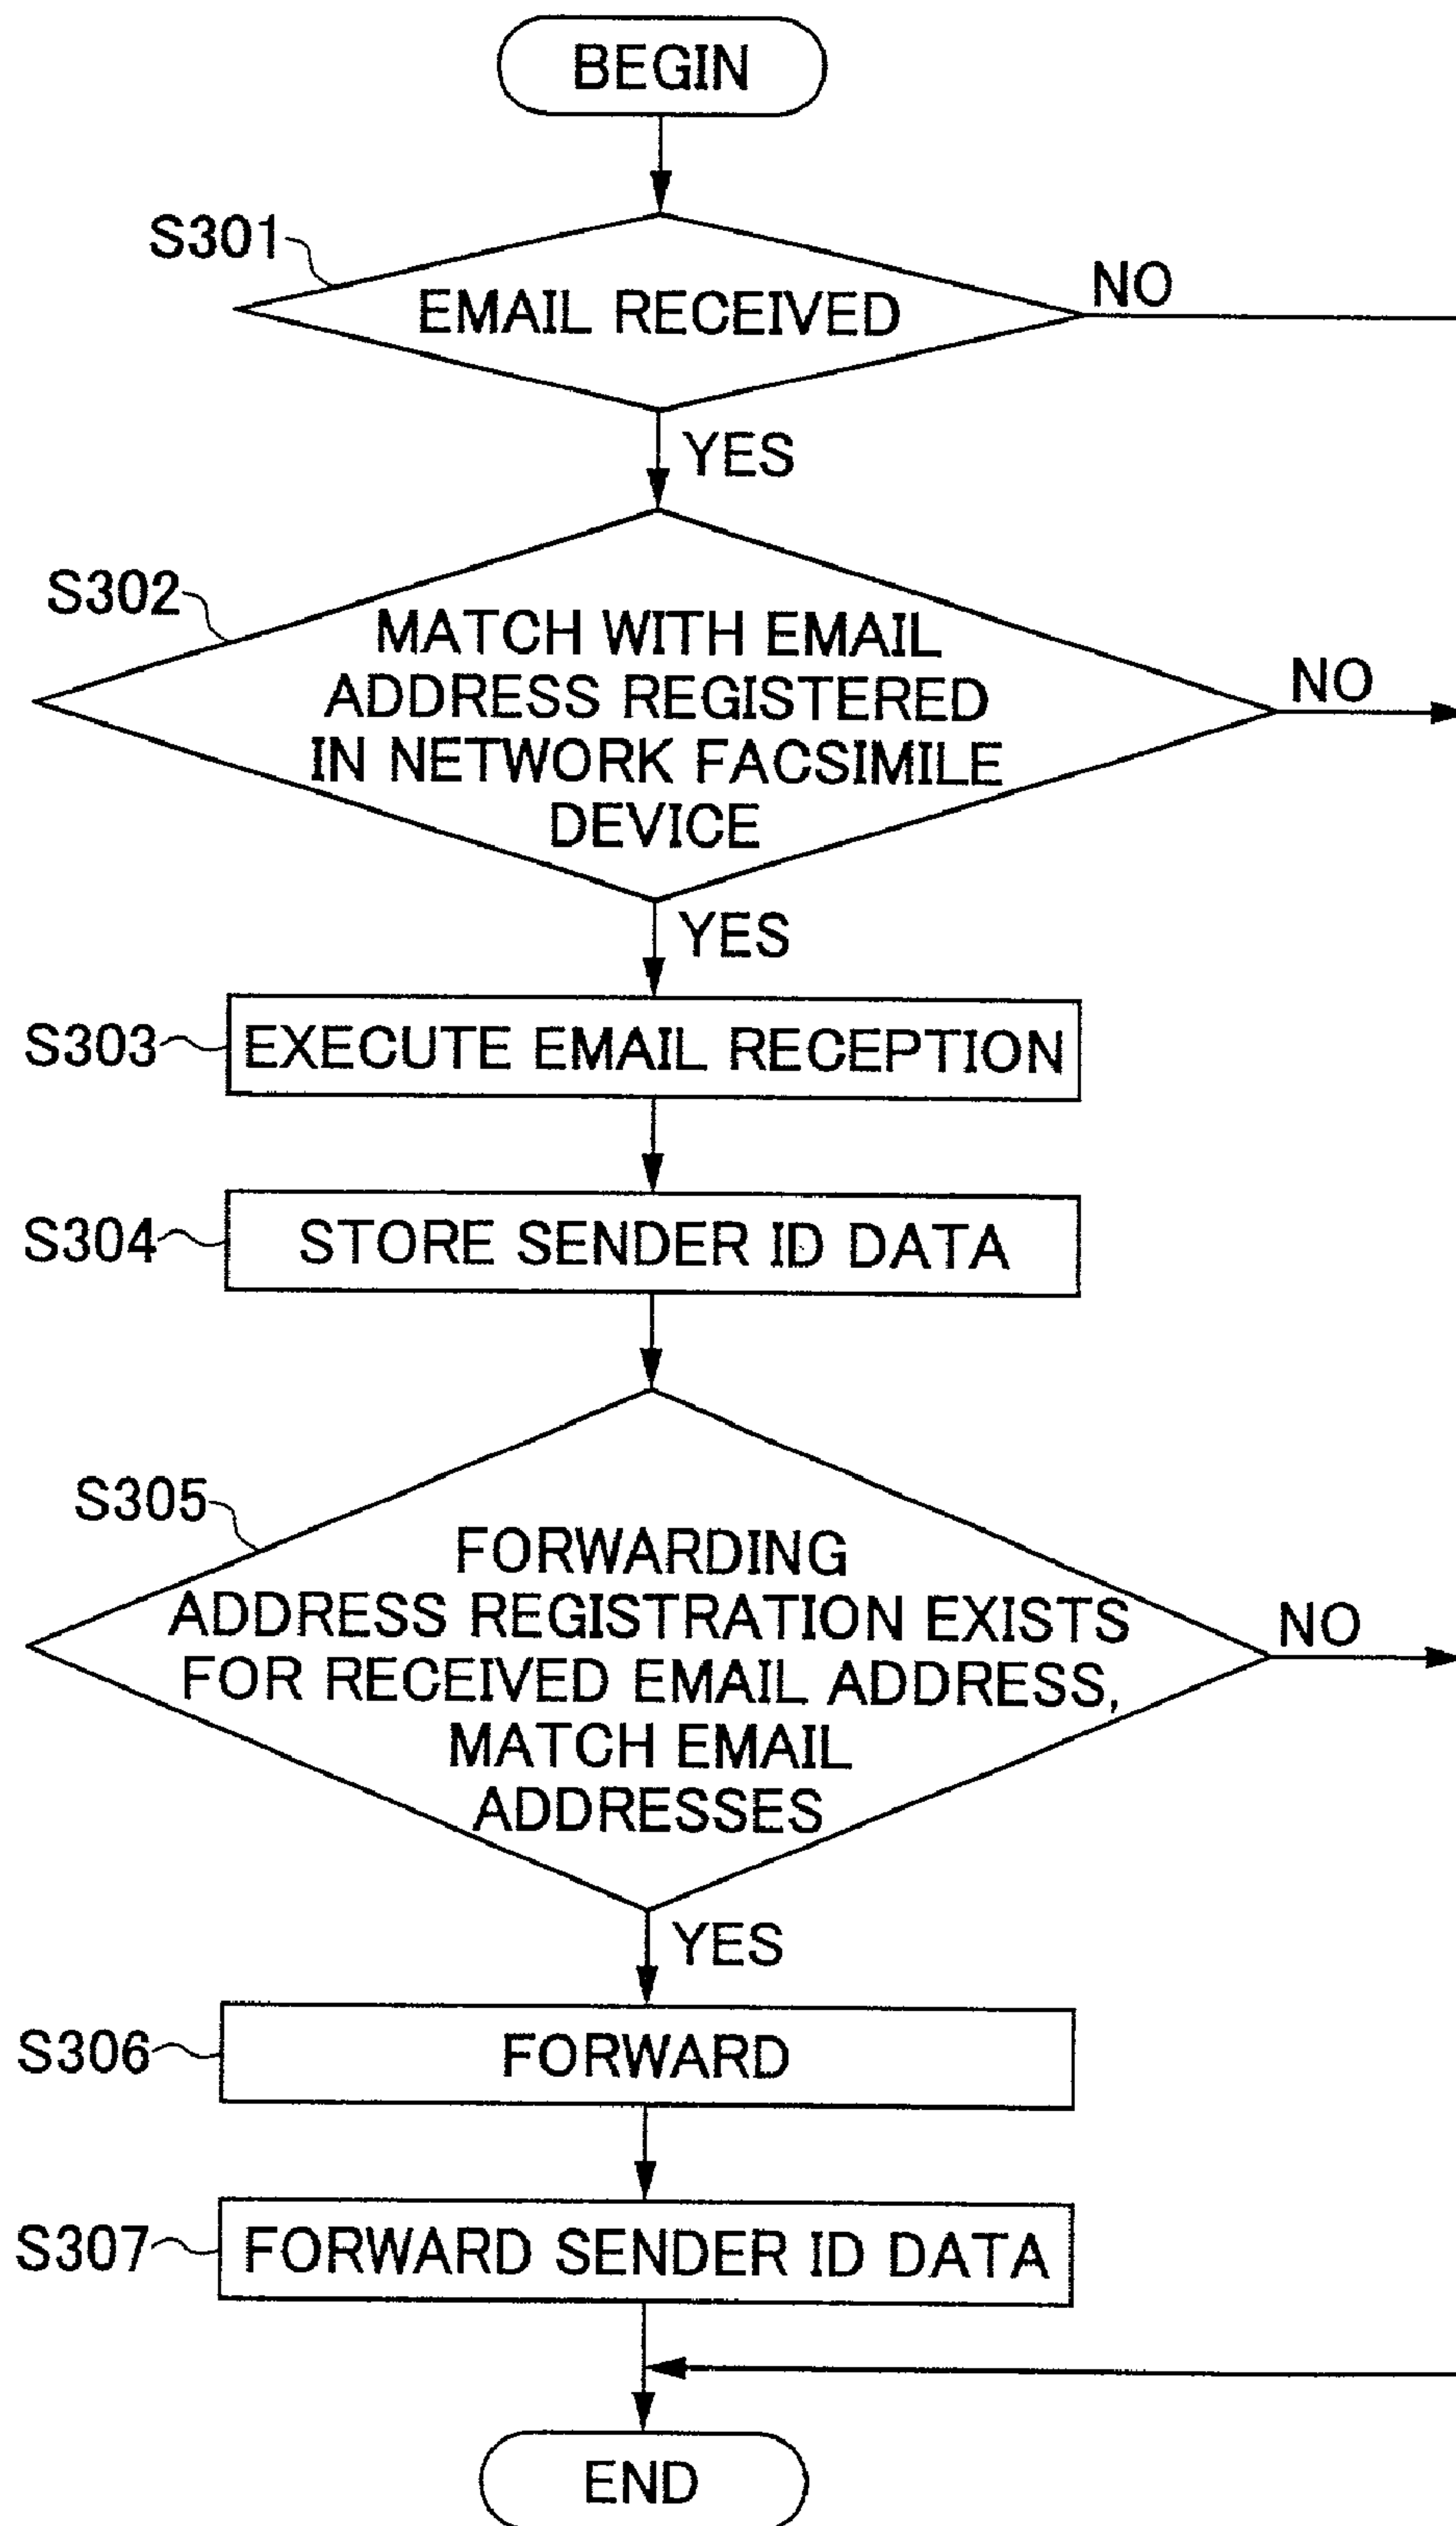 BEGIN
S301
EMAIL RECEIVED
NO
YES
S302
MATCH WITH EMAIL
ADDRESS REGISTERED
IN NETWORK FACSIMILE
DEVICE
NO
YES
S303
EXECUTE EMAIL RECEPTION
S304
STORE SENDER ID DATA
S305
FORWARDING
ADDRESS REGISTRATION EXISTS
FOR RECEIVED EMAIL ADDRESS,
MATCH EMAIL
ADDRESSES
NO
YES
S306
FORWARD
S307
FORWARD SENDER ID DATA
END